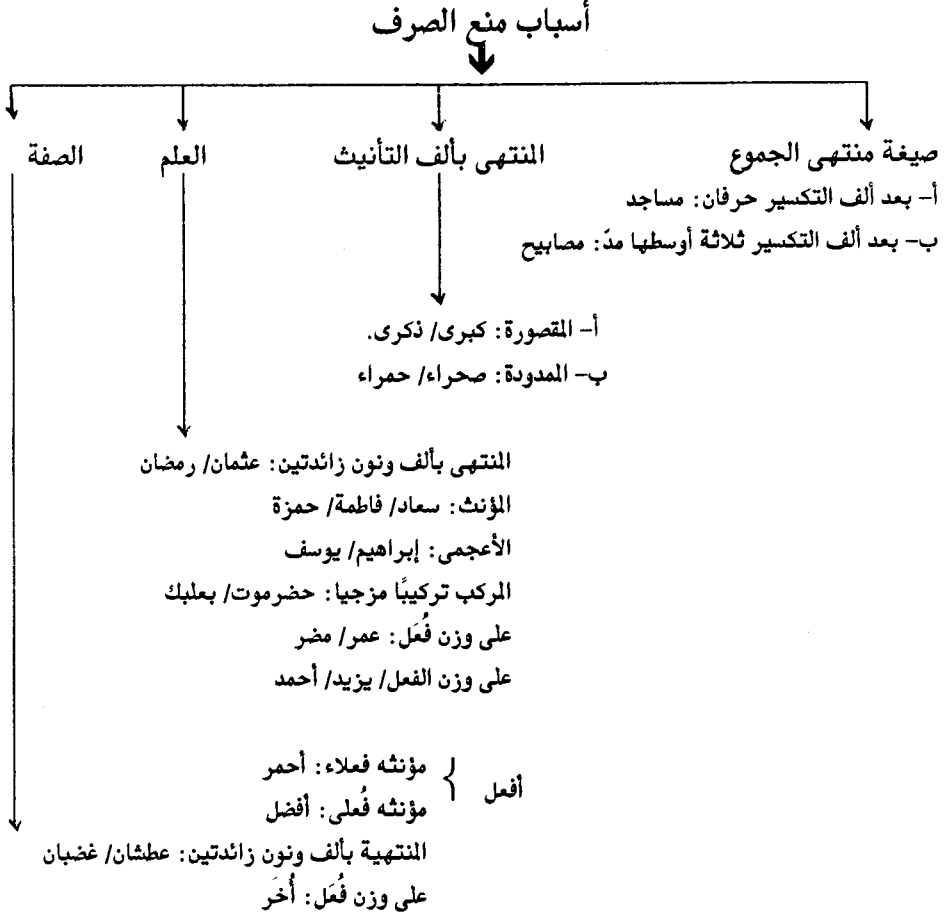 أسباب منع الصرف
صيغة منتهى الجموع
المنتهى بألف التأنيث
العلم
الصفة
أ- بعد ألف التكسير حرفان: مساجد
ب- بعد ألف التكسير ثلاثة أوسطها مدّ: مصابيح
أ- المقصورة: كبرى/ ذكرى.
ب- الممدودة: صحراء/ حمراء
المنتهى بألف ونون زائدتين: عثمان/ رمضان
المؤنث: سعاد/ فاطمة/ حمزة
الأعجمى: إبراهيم/ يوسف
المركب تركيبًا مزجيا: حضرموت/ بعلبك
على وزن فُعَل: عمر/ مضر
على وزن الفعل/ يزيد/ أحمد
أفعل { مؤنثه فعلاء: أحمر
مؤنثه فُعلى: أفضل
المنتهية بألف ونون زائدتين: عطشان/ غضبان
على وزن فُعَل: أُخَر